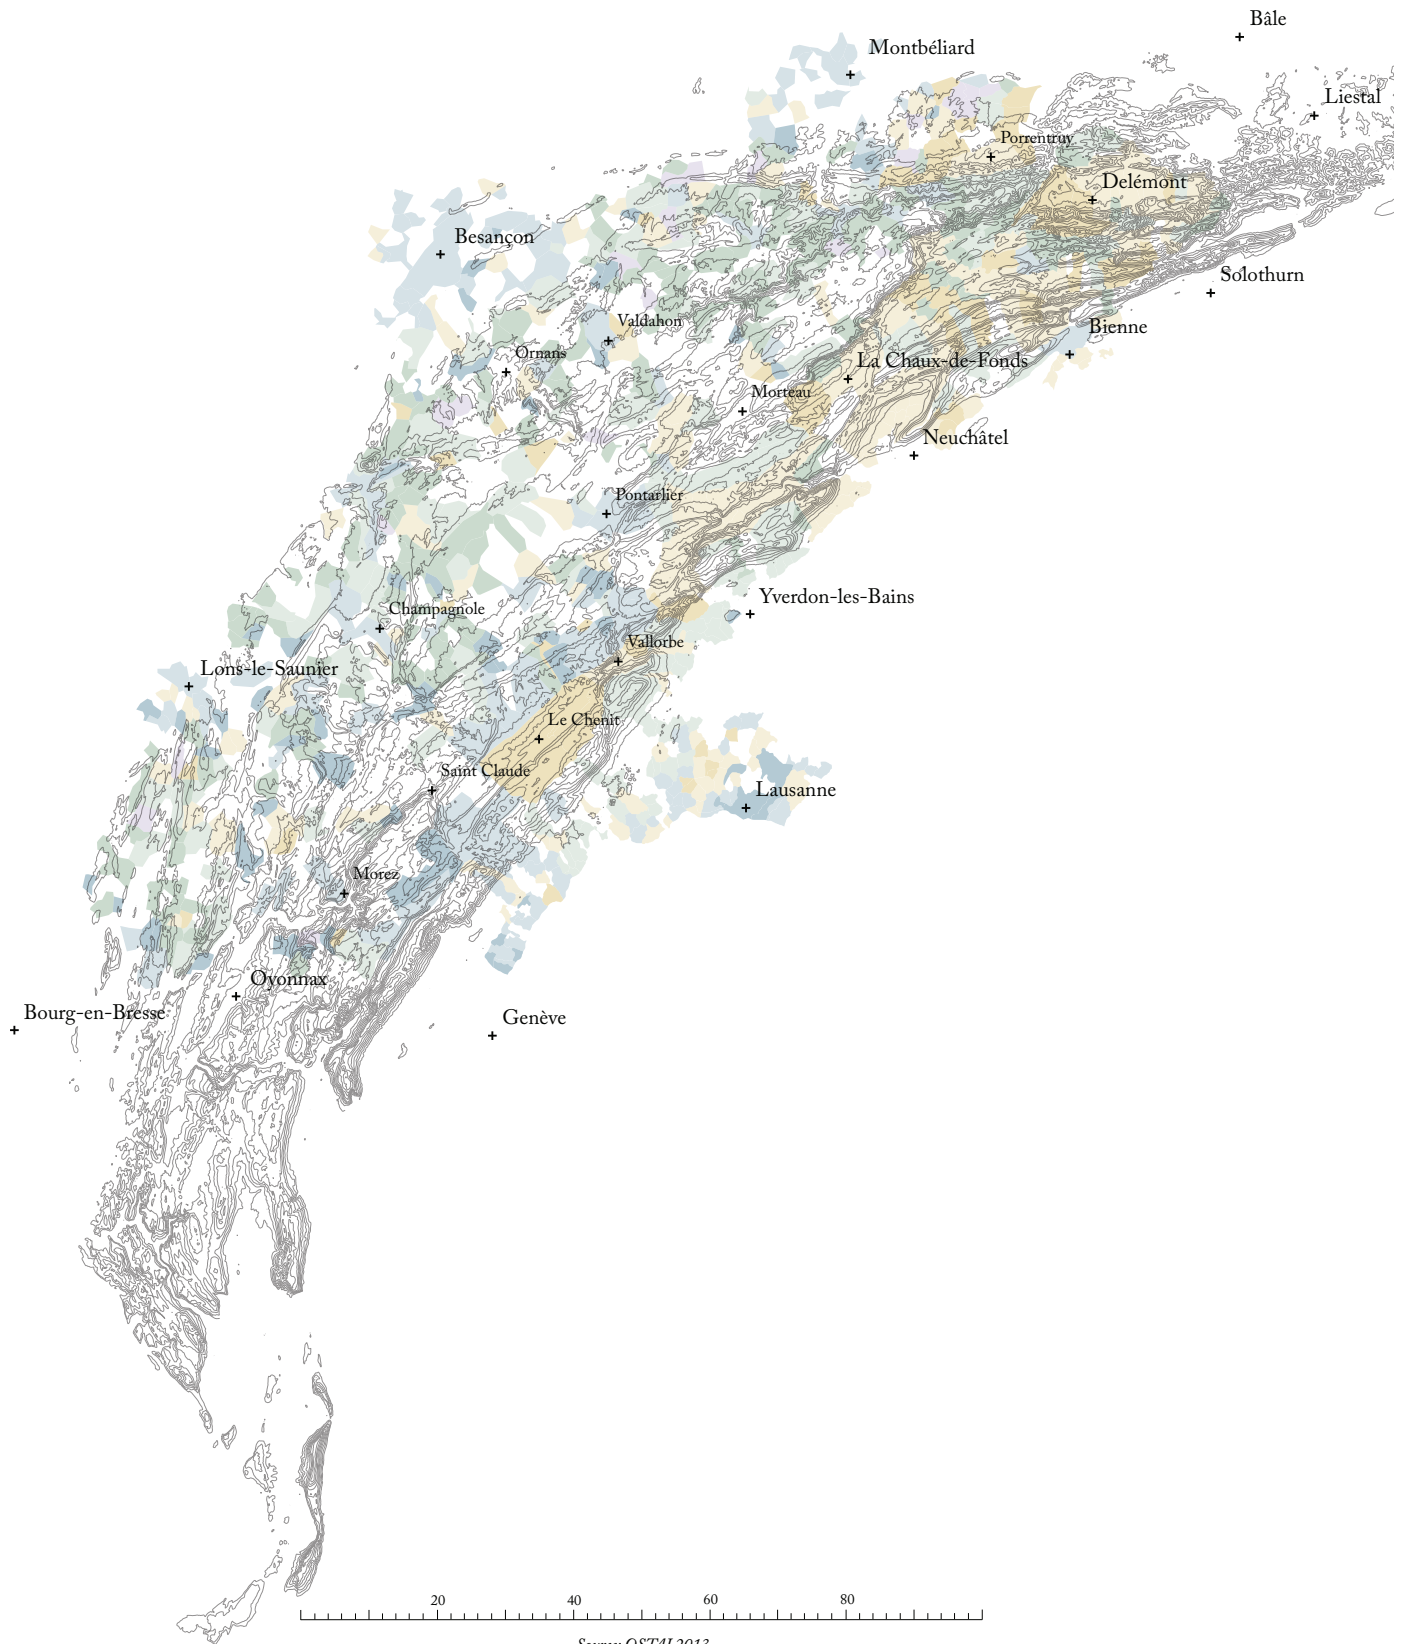 Bâle
Montbéliard
Liestal
Porrentruy
Delémont
Besançon
Solothurn
Valdahon
Bienne
Ornans
La Chaux-de-Fonds
Morteau
Neuchâtel
Pontarlier
Yverdon-les-Bains
Champagnole
Vallorbe
Lons-le-Saunier
Le Chenit
Saint Claude
Lausanne
Morez
Oyonnax
Bourg-en-Bresse
Genève
20 40 60 80